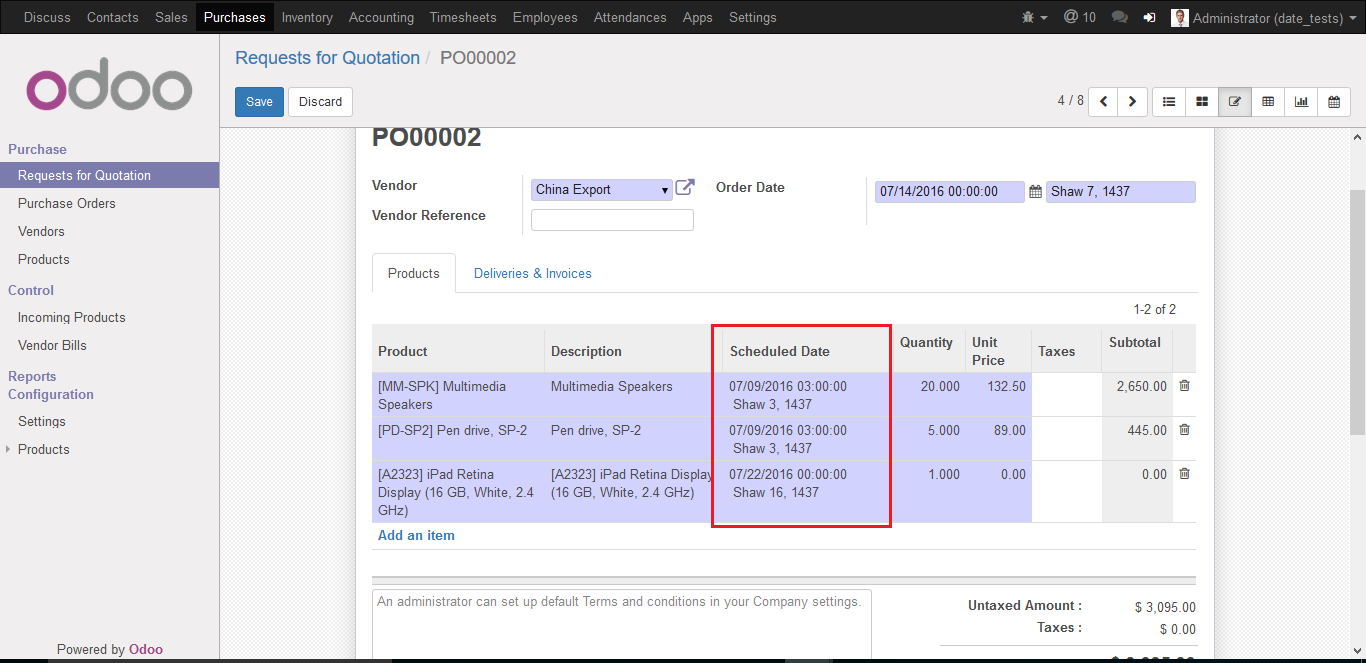 Discuss Contacts Sales Purchases Inventory Accounting Timesheets Employees Attendances Apps Settings @ 10 Administrator (date_tests)
odoo
Requests for Quotation / PO00002
Save Discard 4 / 8
Purchase
Requests for Quotation
Purchase Orders
Vendors
Products
Control
Incoming Products
Vendor Bills
Reports
Configuration
Settings
Products
Powered by Odoo
PO00002
Vendor China Export Order Date 07/14/2016 00:00:00 Shaw 7, 1437
Vendor Reference
Products Deliveries & Invoices
1-2 of 2
Product Description Scheduled Date Quantity Unit Price Taxes Subtotal
[MM-SPK] Multimedia Multimedia Speakers 07/09/2016 03:00:00 20.000 132.50 2,650.00
Speakers Shaw 3, 1437
[PD-SP2] Pen drive, SP-2 Pen drive, SP-2 07/09/2016 03:00:00 5.000 89.00 445.00
Shaw 3, 1437
[A2323] iPad Retina [A2323] iPad Retina Display 07/22/2016 00:00:00 1.000 0.00 0.00
Display (16 GB, White, 2.4 (16 GB, White, 2.4 GHz) Shaw 16, 1437
GHz)
Add an item
An administrator can set up default Terms and conditions in your Company settings.
Untaxed Amount : $ 3,095.00
Taxes : $ 0.00